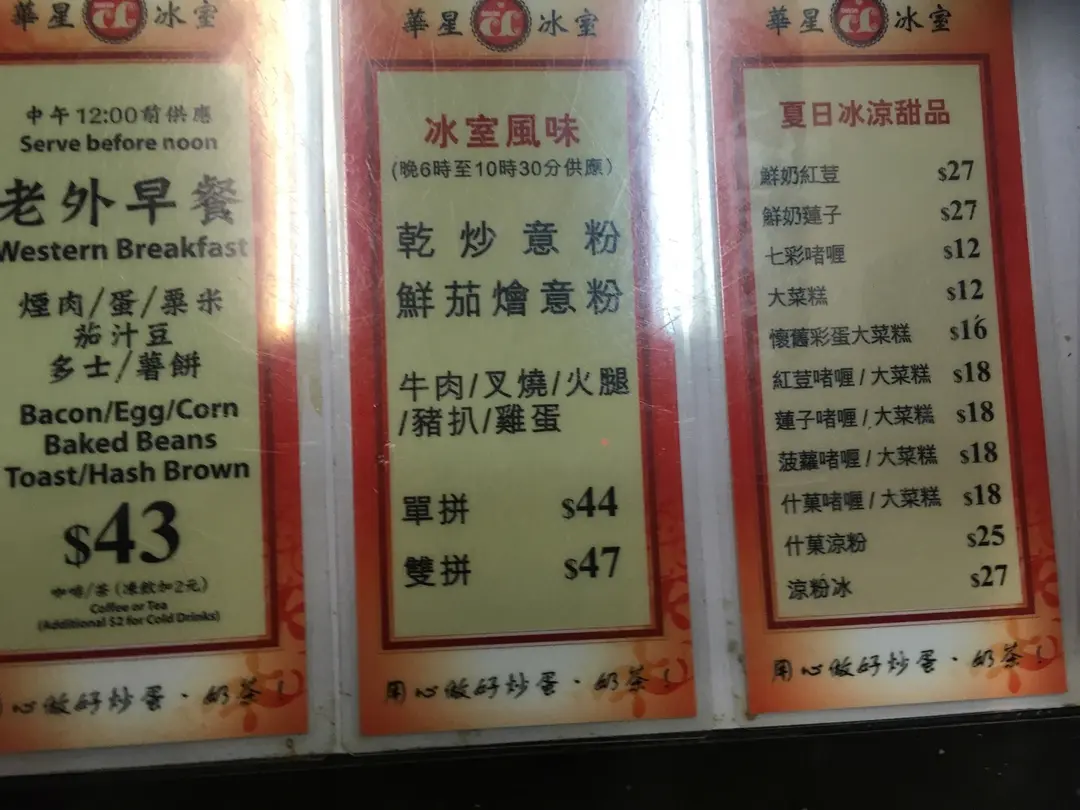 華星 冰室
中午12:00前供應
Serve before noon
老外早餐
Western Breakfast
煙肉/蛋/粟米
茄汁豆
多士/薯餅
Bacon/Egg/Corn
Baked Beans
Toast/Hash Brown
$43
咖啡/茶(凍飲加2元)
Coffee or Tea
(Additional $2 for Cold Drinks)
心做好炒蛋·奶茶!
華星 冰室
冰室風味
(晚6時至10時30分供應)
乾炒意粉
鮮茄燴意粉
牛肉/叉燒/火腿
/豬扒/雞蛋
單拼 $44
雙拼 $47
用心做好炒蛋·奶茶!
華星 冰室
夏日冰涼甜品
鮮奶紅荳 $27
鮮奶蓮子 $27
七彩啫喱 $12
大菜糕 $12
懷舊彩蛋大菜糕 $16
紅荳啫喱/大菜糕 $18
蓮子啫喱/大菜糕 $18
菠蘿啫喱/大菜糕 $18
什菓啫喱/大菜糕 $18
什菓涼粉 $25
涼粉冰 $27
用心做好炒蛋·奶茶!